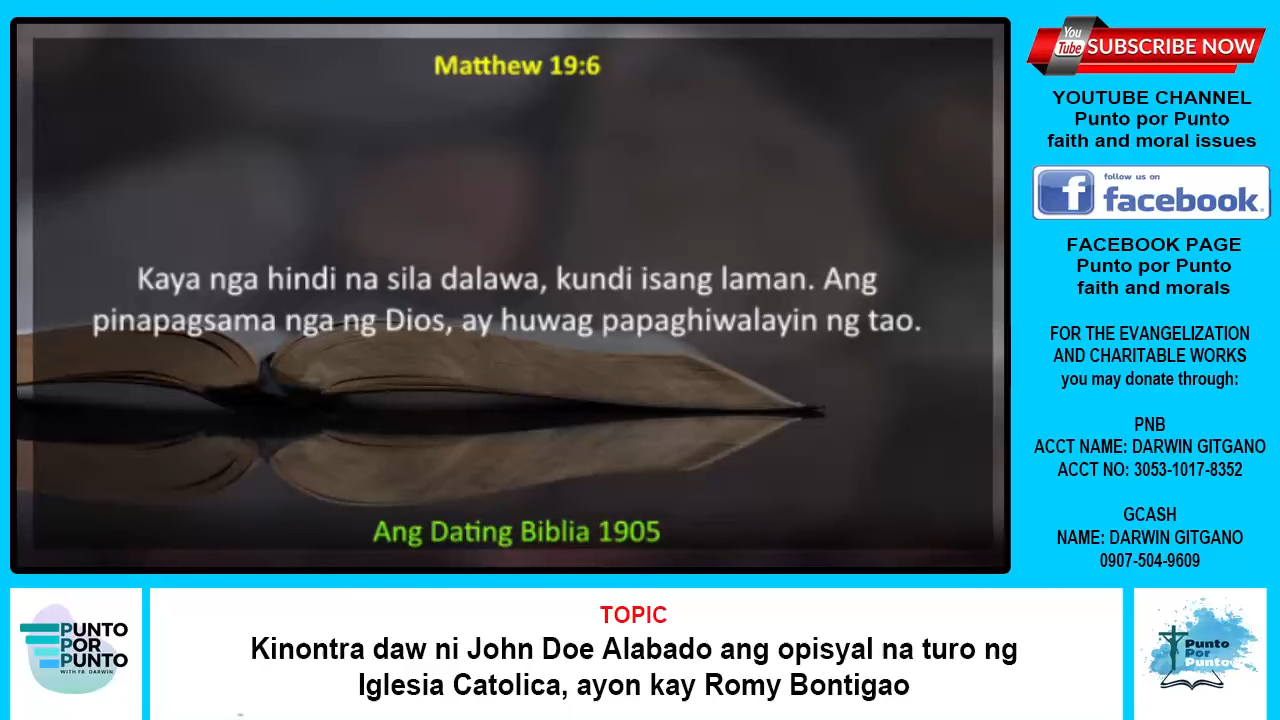 Matthew 19:6
Kaya nga hindi na sila dalawa, kundi isang laman. Ang
pinapagsama nga ng Dios, ay huwag papaghiwalayin ng tao.
Ang Dating Biblia 1905
You
Tube
SUBSCRIBE NOW
YOUTUBE CHANNEL
Punto por Punto
faith and moral issues
follow us on
f
facebook.
FACEBOOK PAGE
Punto por Punto
faith and morals
FOR THE EVANGELIZATION
AND CHARITABLE WORKS
you may donate through:
PNB
ACCT NAME: DARWIN GITGANO
ACCT NO: 3053-1017-8352
GCASH
NAME: DARWIN GITGANO
0907-504-9609
PUNTO
POR
PUNTO
WITH FR. DARWIN
TOPIC
Kinontra daw ni John Doe Alabado ang opisyal na turo ng
Iglesia Catolica, ayon kay Romy Bontigao
Punto
Por
Punto